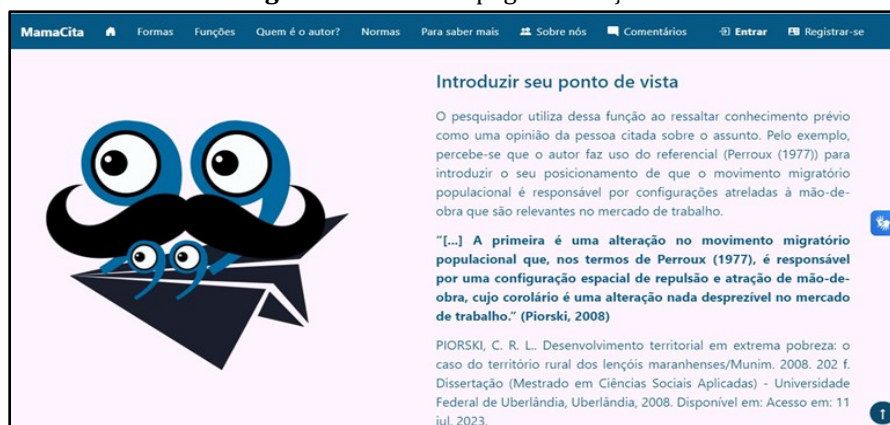 MamaCita Formas Funções Quem é o autor? Normas Para saber mais Sobre nós Comentários Entrar Registrar-se
Introduzir seu ponto de vista
O pesquisador utiliza dessa função ao ressaltar conhecimento prévio
como uma opinião da pessoa citada sobre o assunto. Pelo exemplo,
percebe-se que o autor faz uso do referencial (Perroux (1977)) para
introduzir o seu posicionamento de que o movimento migratório
populacional é responsável por configurações atreladas à mão-de-
obra que são relevantes no mercado de trabalho.
"[...] A primeira é uma alteração no movimento migratório
populacional que, nos termos de Perroux (1977), é responsável
por uma configuração espacial de repulsão e atração de mão-de-
obra, cujo corolário é uma alteração nada desprezível no mercado
de trabalho." (Piorski, 2008)
PIORSKI, C. R. L.. Desenvolvimento territorial em extrema pobreza: o
caso do território rural dos lençóis maranhenses/Munim. 2008. 202 f.
Dissertação (Mestrado em Ciências Sociais Aplicadas) - Universidade
Federal de Uberlândia, Uberlândia, 2008. Disponível em: Acesso em: 11
jul. 2023.